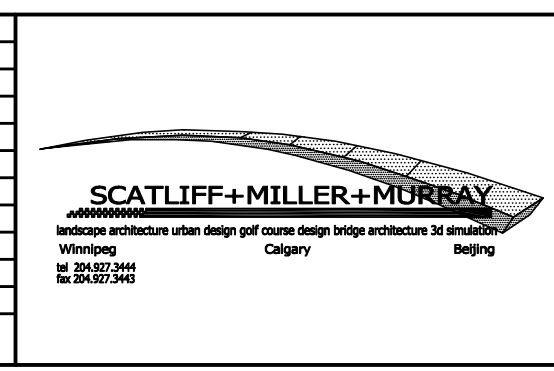 SCATLIFF+MILLER+MURRAY
landscape architecture urban design golf course design bridge architecture 3d simulation
Winnipeg Calgary Beijing
tel 204.927.3444
fax 204.927.3443